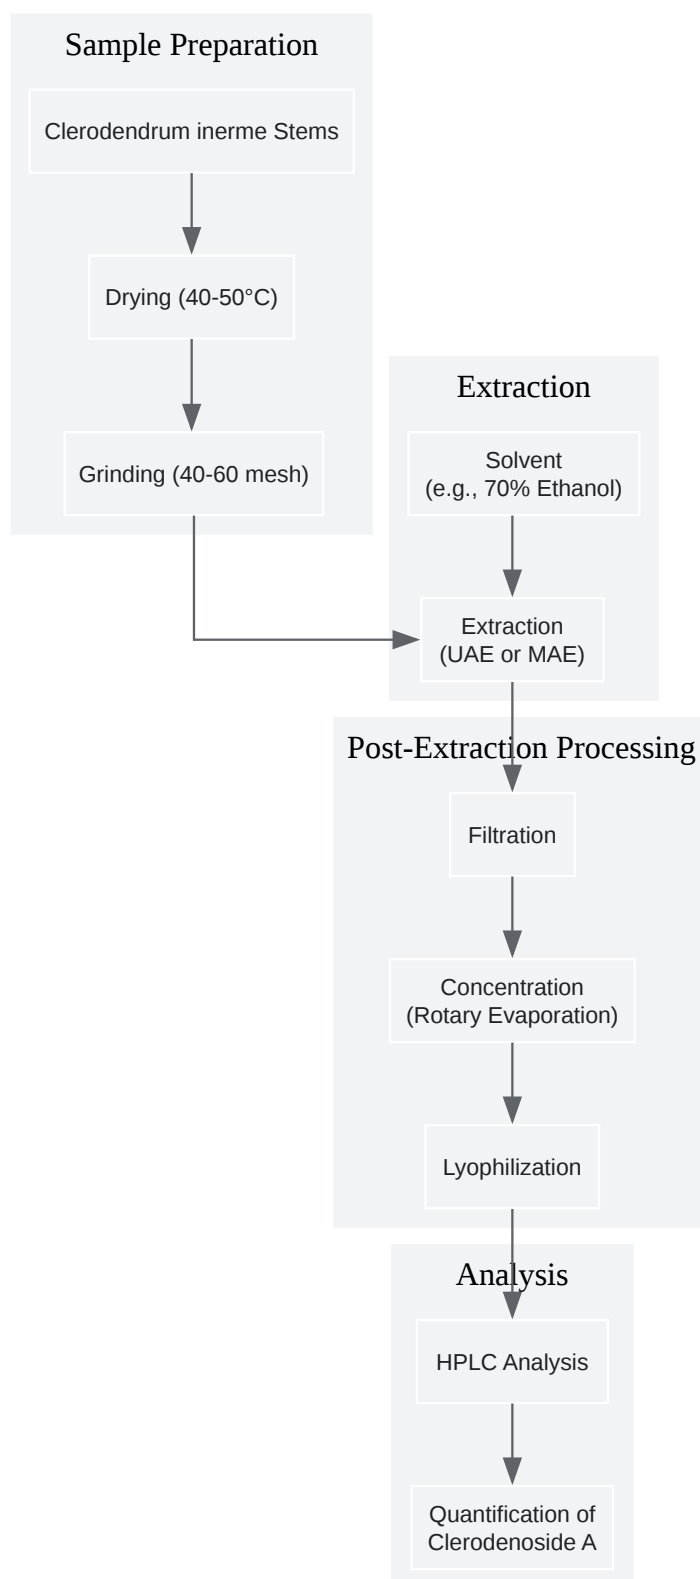 Sample Preparation
Clerodendrum inerme Stems
Drying (40-50°C)
Grinding (40-60 mesh)
Extraction
Solvent
(e.g., 70% Ethanol)
Extraction
(UAE or MAE)
Post-Extraction Processing
Filtration
Concentration
(Rotary Evaporation)
Lyophilization
Analysis
HPLC Analysis
Quantification of
Clerodenoside A